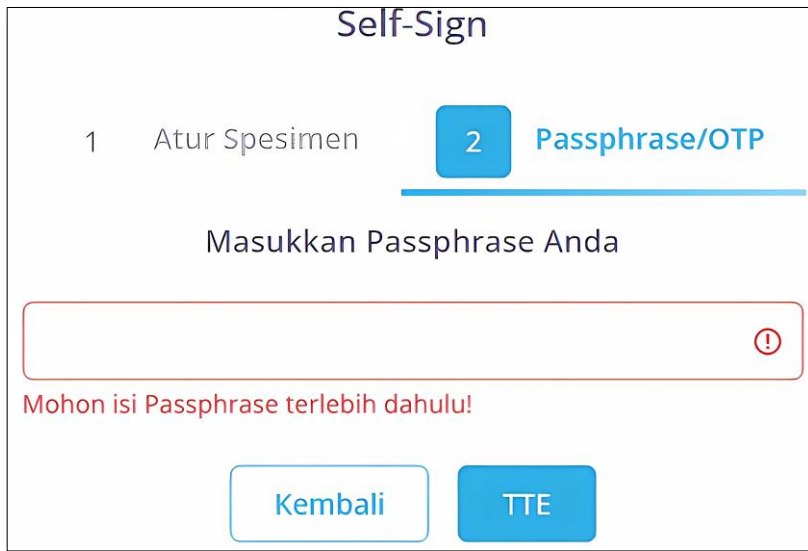 Self-Sign
1 Atur Spesimen 2 Passphrase/OTP
Masukkan Passphrase Anda
Mohon isi Passphrase terlebih dahulu!
Kembali TTE